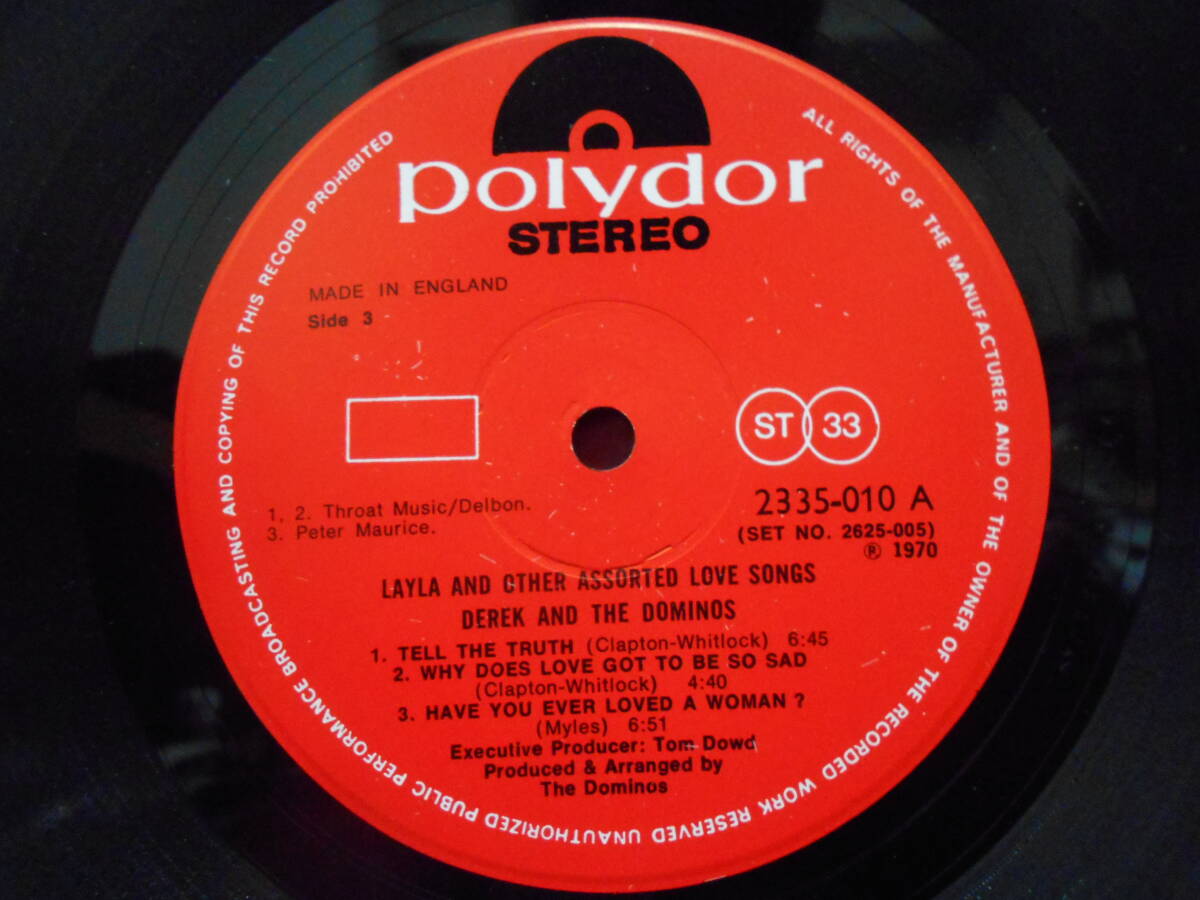 polydor
STEREO
MADE IN ENGLAND
Side 3
ST 33
1, 2. Throat Music/Delbon.
3. Peter Maurice.
2335-010 A
(SET NO. 2625-005)
℗ 1970
LAYLA AND OTHER ASSORTED LOVE SONGS
DEREK AND THE DOMINOS
1. TELL THE TRUTH (Clapton-Whitlock) 6:45
2. WHY DOES LOVE GOT TO BE SO SAD
(Clapton-Whitlock) 4:40
3. HAVE YOU EVER LOVED A WOMAN ?
(Myles) 6:51
Executive Producer: Tom Dowd
Produced & Arranged by
The Dominos
ALL RIGHTS OF THE MANUFACTURER AND OF THE OWNER OF THE RECORDED WORK RESERVED UNAUTHORIZED PUBLIC PERFORMANCE BROADCASTING AND COPYING OF THIS RECORD PROHIBITED